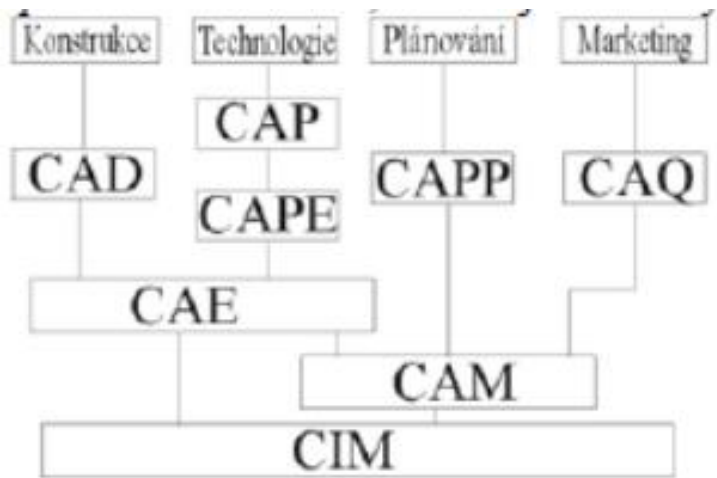 Konstrukce Technologie Plánování Marketing
CAP
CAD CAPP CAQ
CAPE
CAE
CAM
CIM